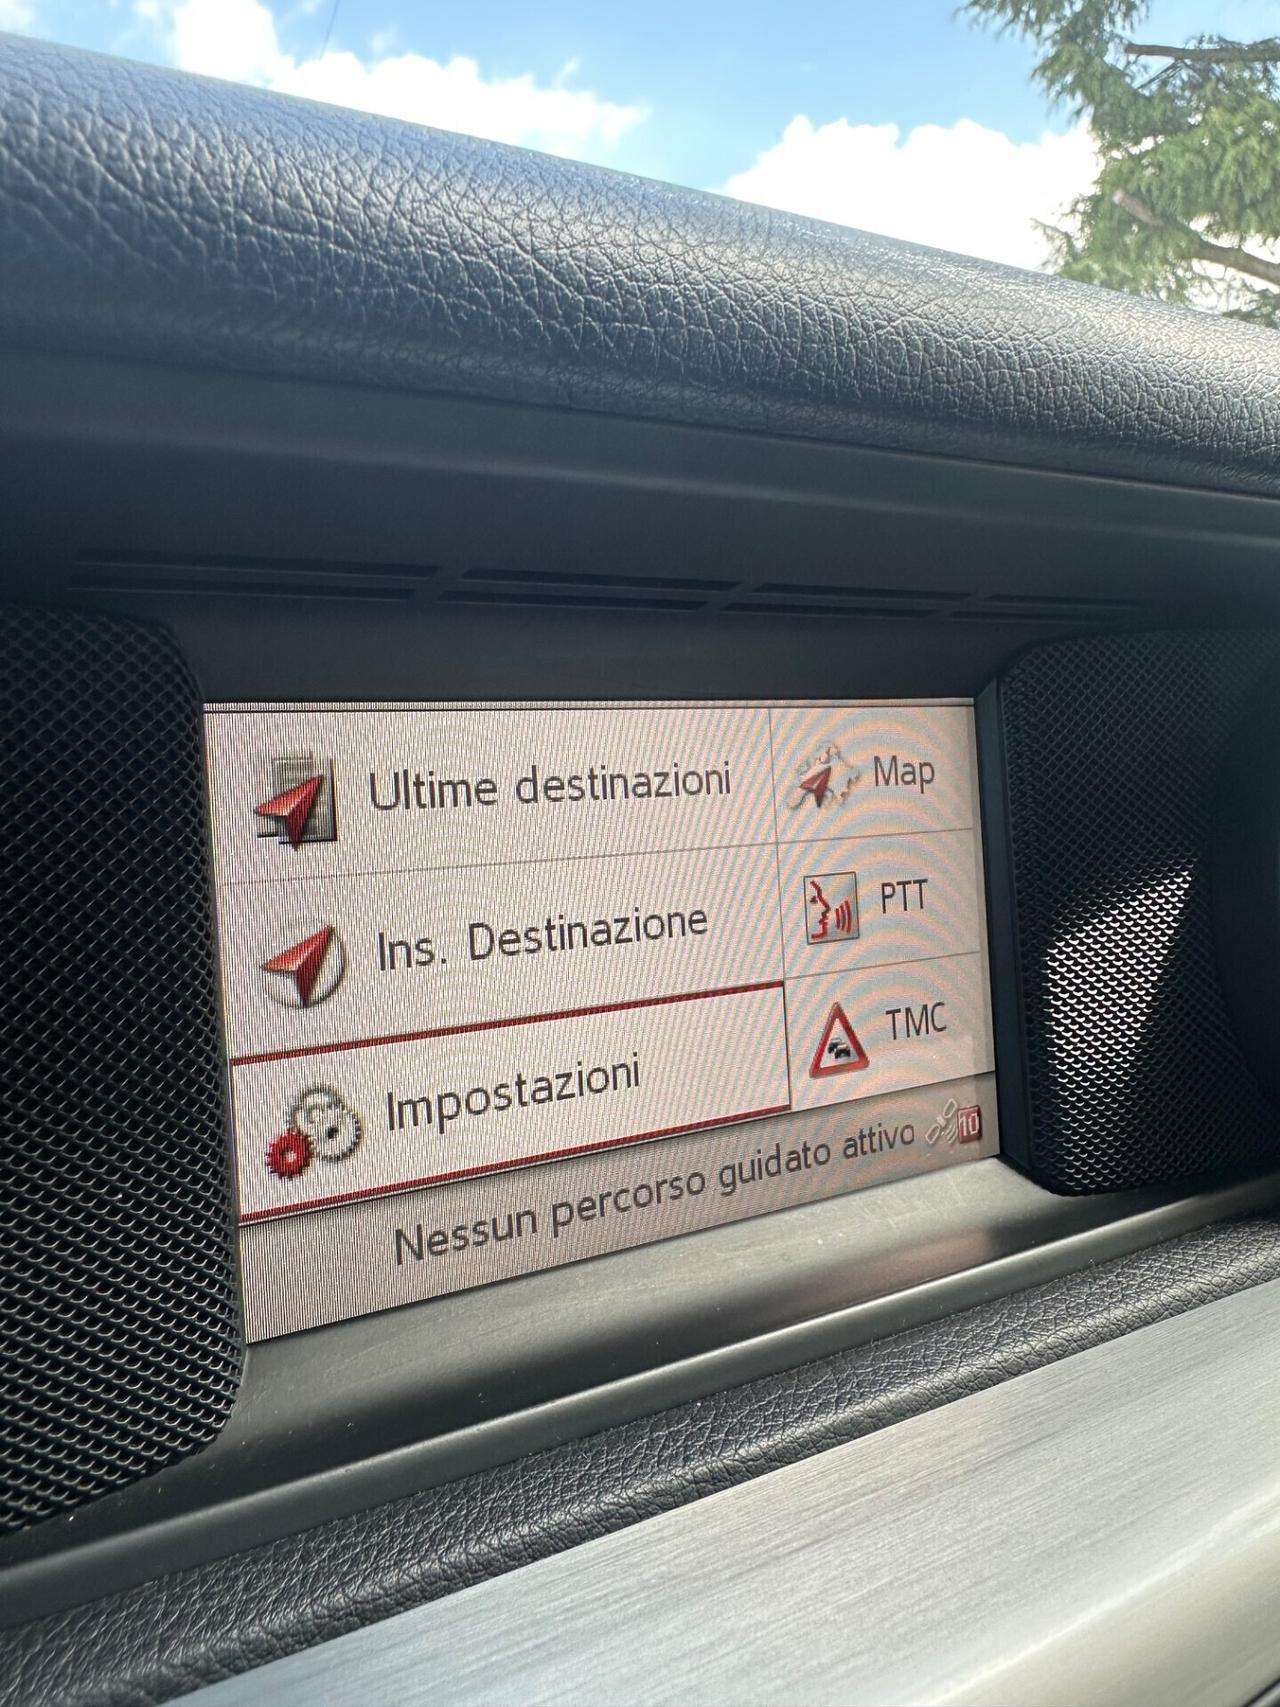 Ultime destinazioni
Map
Ins. Destinazione
PTT
Impostazioni
TMC
Nessun percorso guidato attivo 10